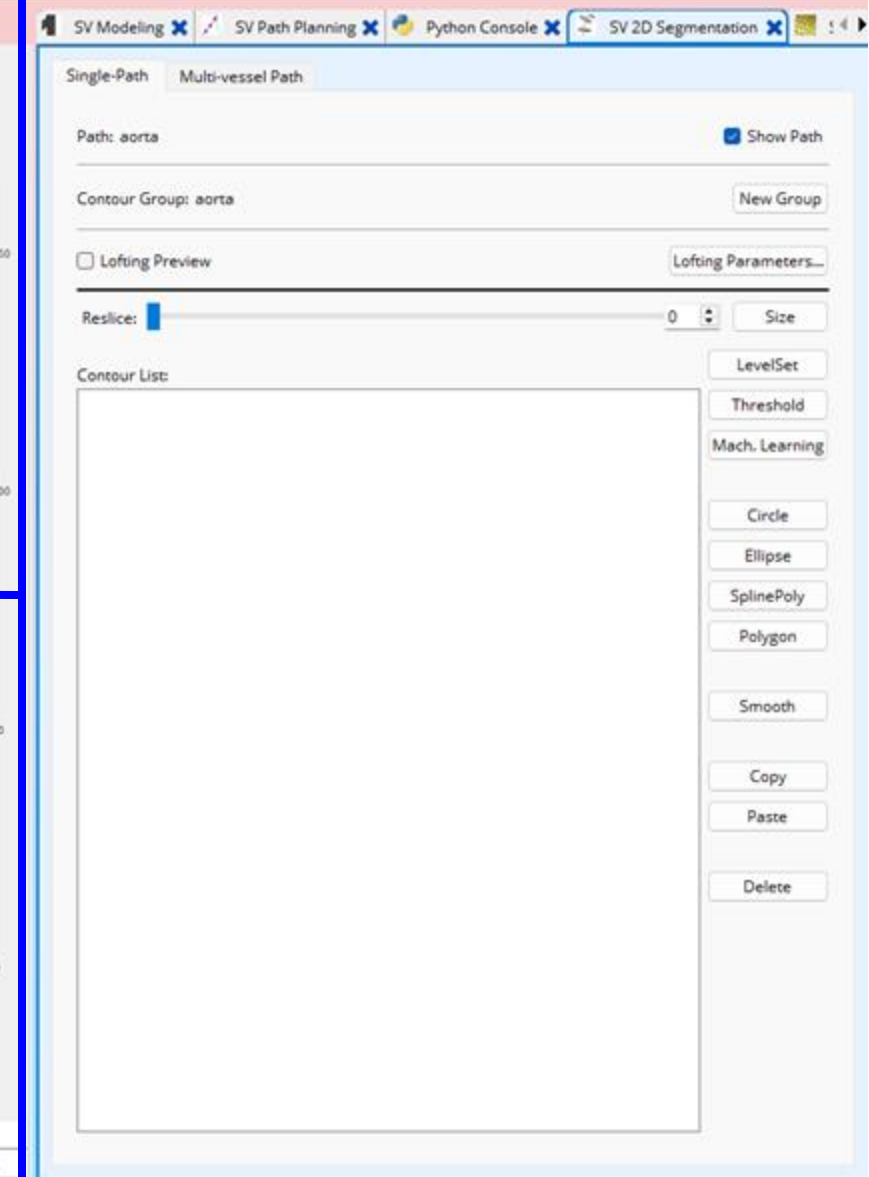 SV Modeling SV Path Planning Python Console SV 2D Segmentation
Single-Path Multi-vessel Path
Path: aorta Show Path
Contour Group: aorta New Group
Lofting Preview Lofting Parameters...
Reslice: 0 Size
LevelSet
Contour List:
Threshold
Mach. Learning
Circle
Ellipse
SplinePoly
Polygon
Smooth
Copy
Paste
Delete